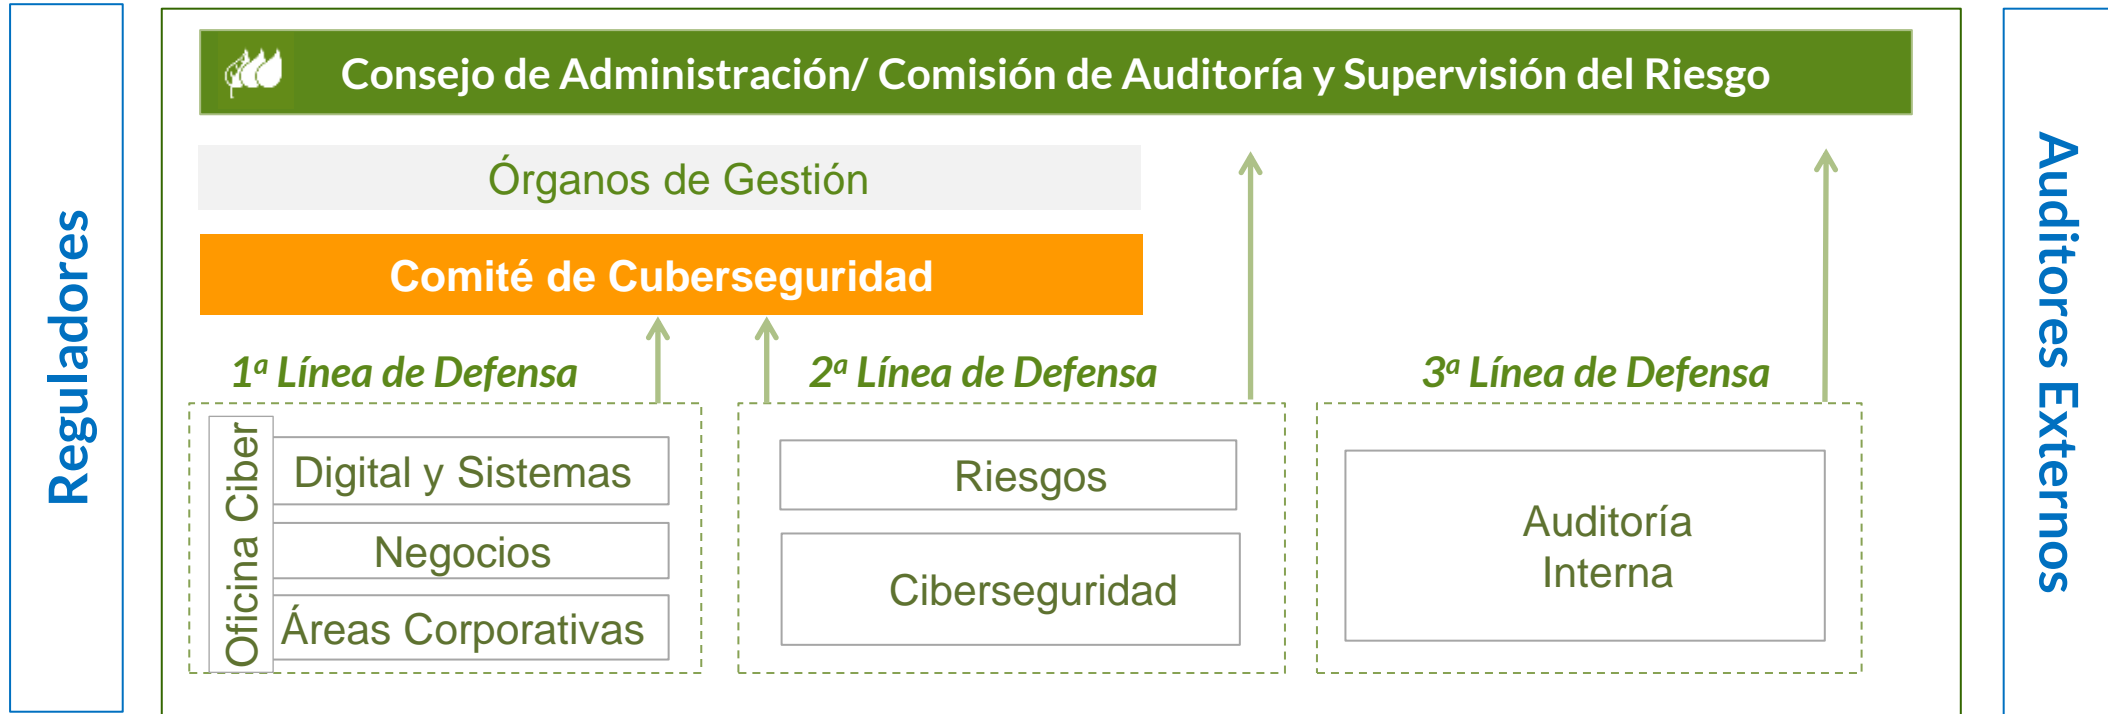 Reguladores
Consejo de Administración/ Comisión de Auditoría y Supervisión del Riesgo
Órganos de Gestión
Comité de Cuberseguridad
1ª Línea de Defensa
Oficina Ciber
Digital y Sistemas
Negocios
Áreas Corporativas
2ª Línea de Defensa
Riesgos
Ciberseguridad
3ª Línea de Defensa
Auditoría
Interna
Auditores Externos